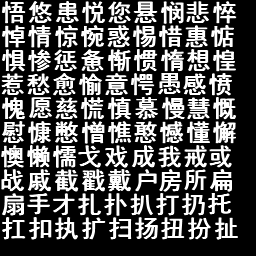 悟悠患悦您悬悯悲悴
悼情惊惋惑惕惜惠惦
惧惨惩惫惭惯惰想惶
惹愁愈愉意愕愚感愤
愧愿慈慌慎慕慢慧慨
慰慷憋憎憔憨憾懂懈
懊懒懦戈戏成我戒或
战戚截戳戴户房所扁
扇手才扎扑扒打扔托
扛扣执扩扫扬扭扮扯